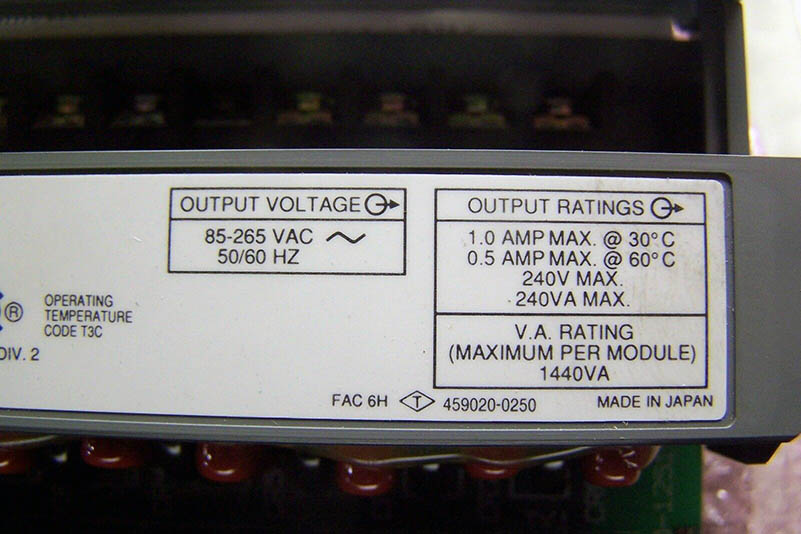 OUTPUT VOLTAGE
85-265 VAC
50/60 HZ
OUTPUT RATINGS
1.0 AMP MAX. @ 30°C
0.5 AMP MAX. @ 60°C
240V MAX.
240VA MAX.
V.A. RATING
(MAXIMUM PER MODULE)
1440VA
®
OPERATING
TEMPERATURE
CODE T3C
DIV. 2
FAC 6H T 459020-0250
MADE IN JAPAN